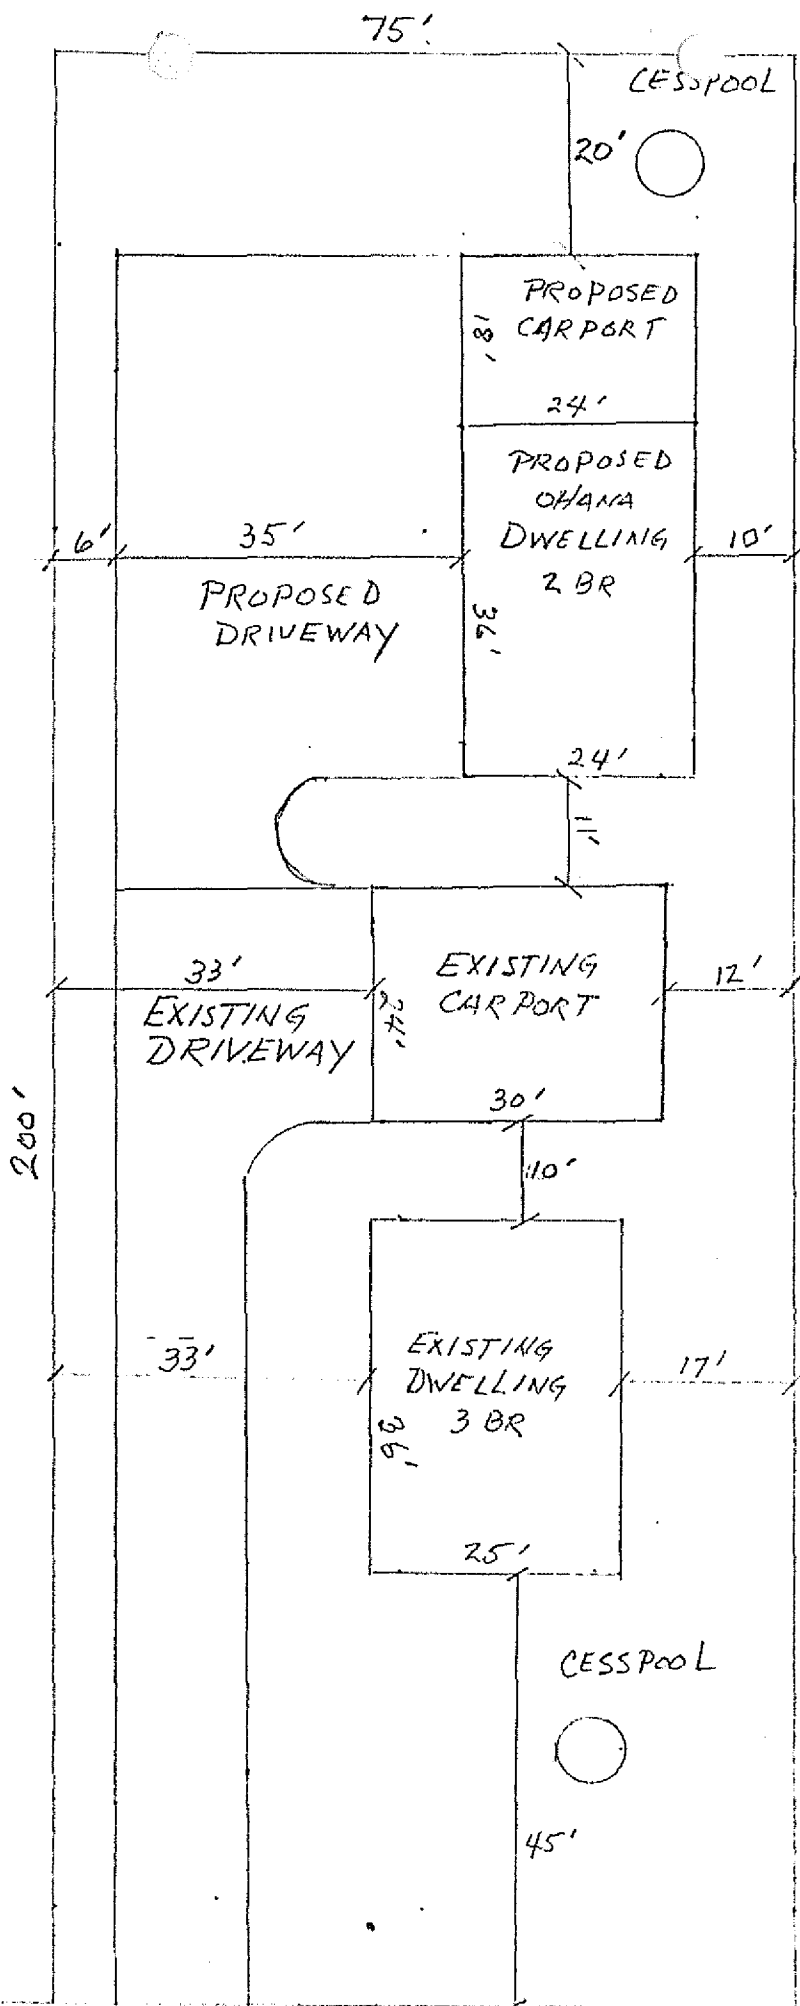 75'
CESSPOOL
20'
PROPOSED
CARPORT
18'
24'
PROPOSED
OHANA
DWELLING
2 BR
6'
35'
10'
PROPOSED
DRIVEWAY
36'
24'
11'
33'
EXISTING
CARPORT
12'
EXISTING
DRIVEWAY
24'
30'
200'
10'
33'
EXISTING
DWELLING
3 BR
17'
36'
25'
CESSPOOL
45'